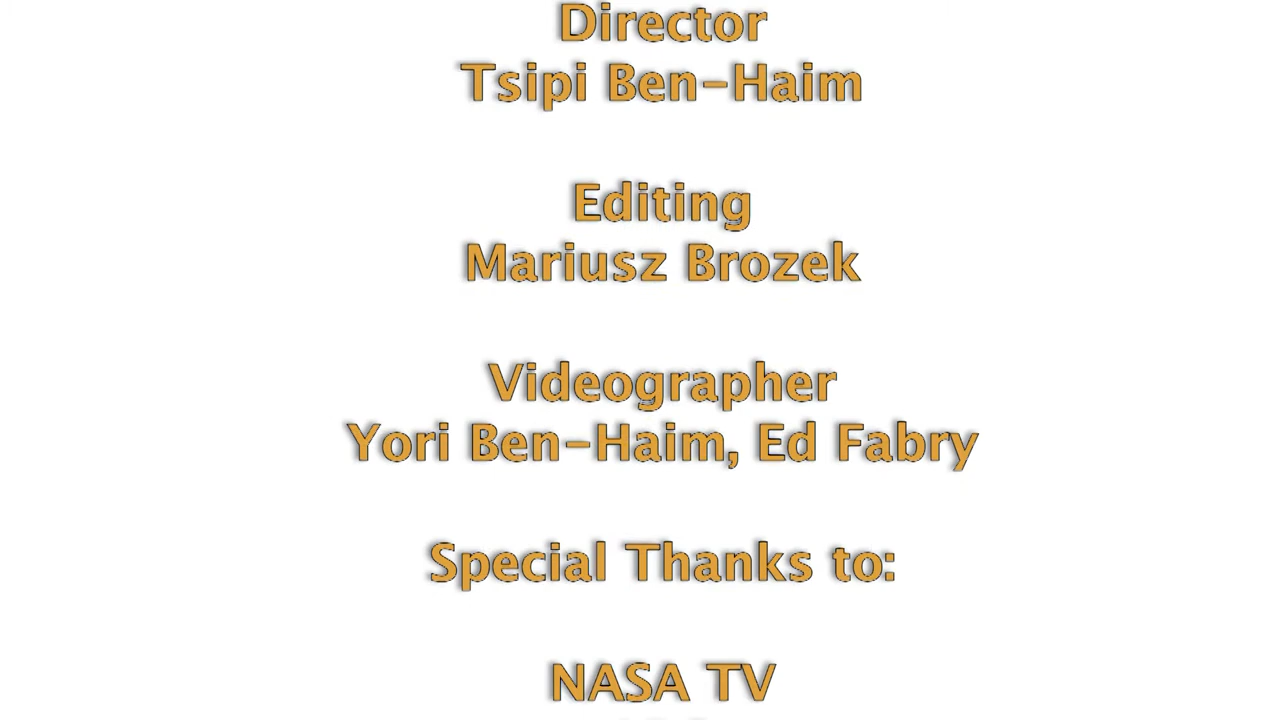 Director
Tsipi Ben-Haim
Editing
Mariusz Brozek
Videographer
Yori Ben-Haim, Ed Fabry
Special Thanks to:
NASA TV